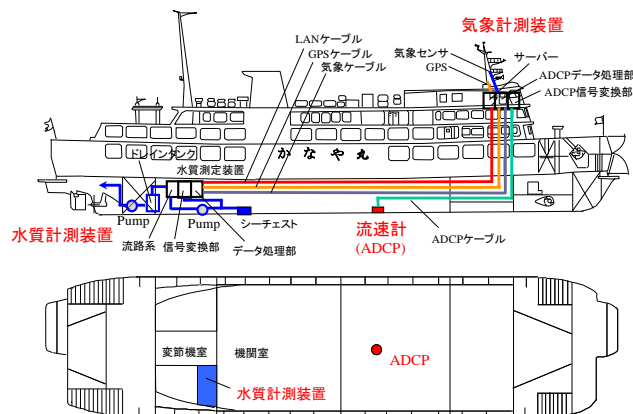 気象計測装置
LANケーブル
GPSケーブル
気象ケーブル
気象センサ
サーバー
GPS
ADCPデータ処理部
ADCP信号変換部
かなや丸
水質測定装置
ドレインタンク
Pump
Pump
シーチェスト
水質計測装置
流路系
信号変換部
データ処理部
流速計
(ADCP)
ADCPケーブル
変節機室
機関室
ADCP
水質計測装置